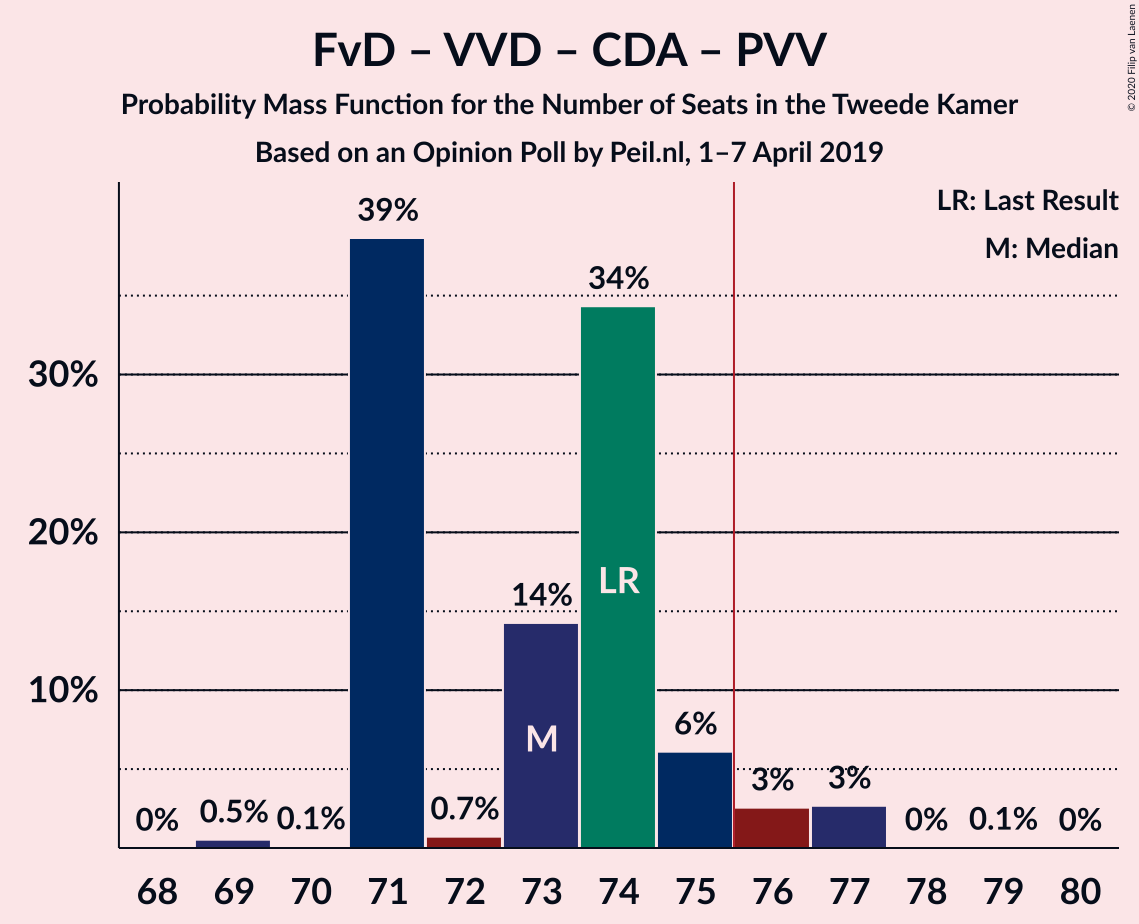 FvD – VVD – CDA – PVV
Probability Mass Function for the Number of Seats in the Tweede Kamer
Based on an Opinion Poll by Peil.nl, 1–7 April 2019
© 2020 Filip van Laenen
LR: Last Result
M: Median
39%
34%
30%
20%
14%
LR
10%
6%
M
3%
3%
0%
0.5%
0.1%
0.7%
0%
0.1%
0%
68 69 70 71 72 73 74 75 76 77 78 79 80